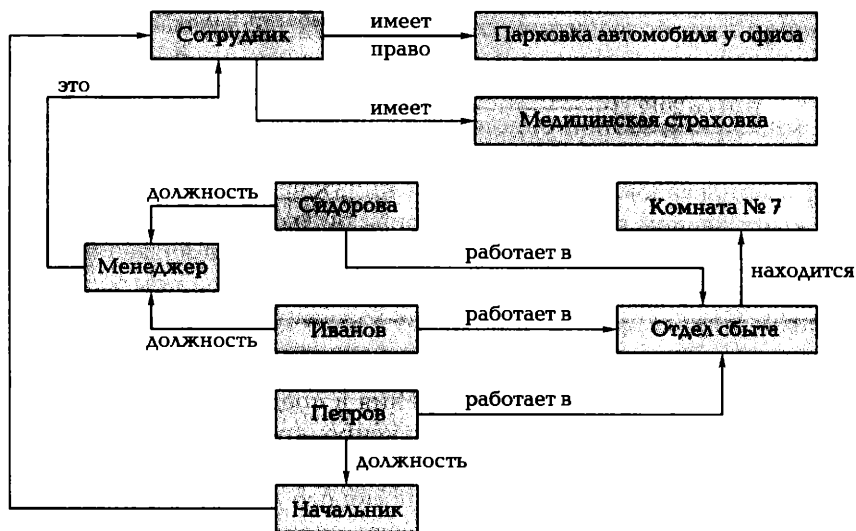 Сотрудник
имеет
право
Парковка автомобиля у офиса
это
имеет
Медицинская страховка
должность
Сидорова
Комната № 7
работает в
Менеджер
находится
должность
Иванов
работает в
Отдел сбыта
Петров
работает в
должность
Начальник